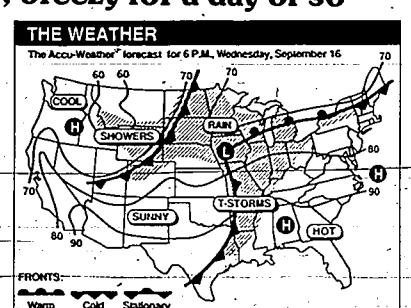 , breezy for a day or so
THE WEATHER
The Accu-Weather forecast for 6 P.M., Wednesday, September 16
60 60 70 70 70
COOL
H
SHOWERS
RAIN
L
80
H
90
70
SUNNY
T-STORMS
H
HOT
80 90
FRONTS:
Warm Cold Stationary